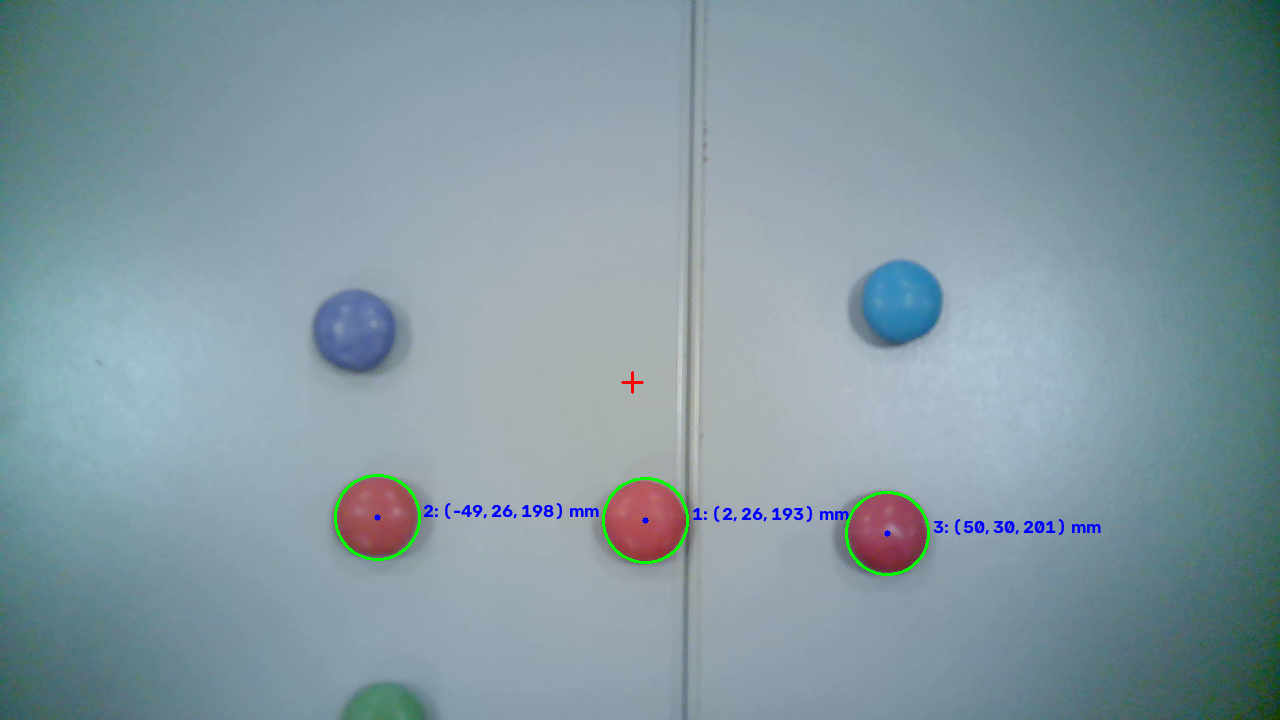 2: (-49, 26, 198) mm
1: (2, 26, 193) mm
3: (50, 30, 201) mm